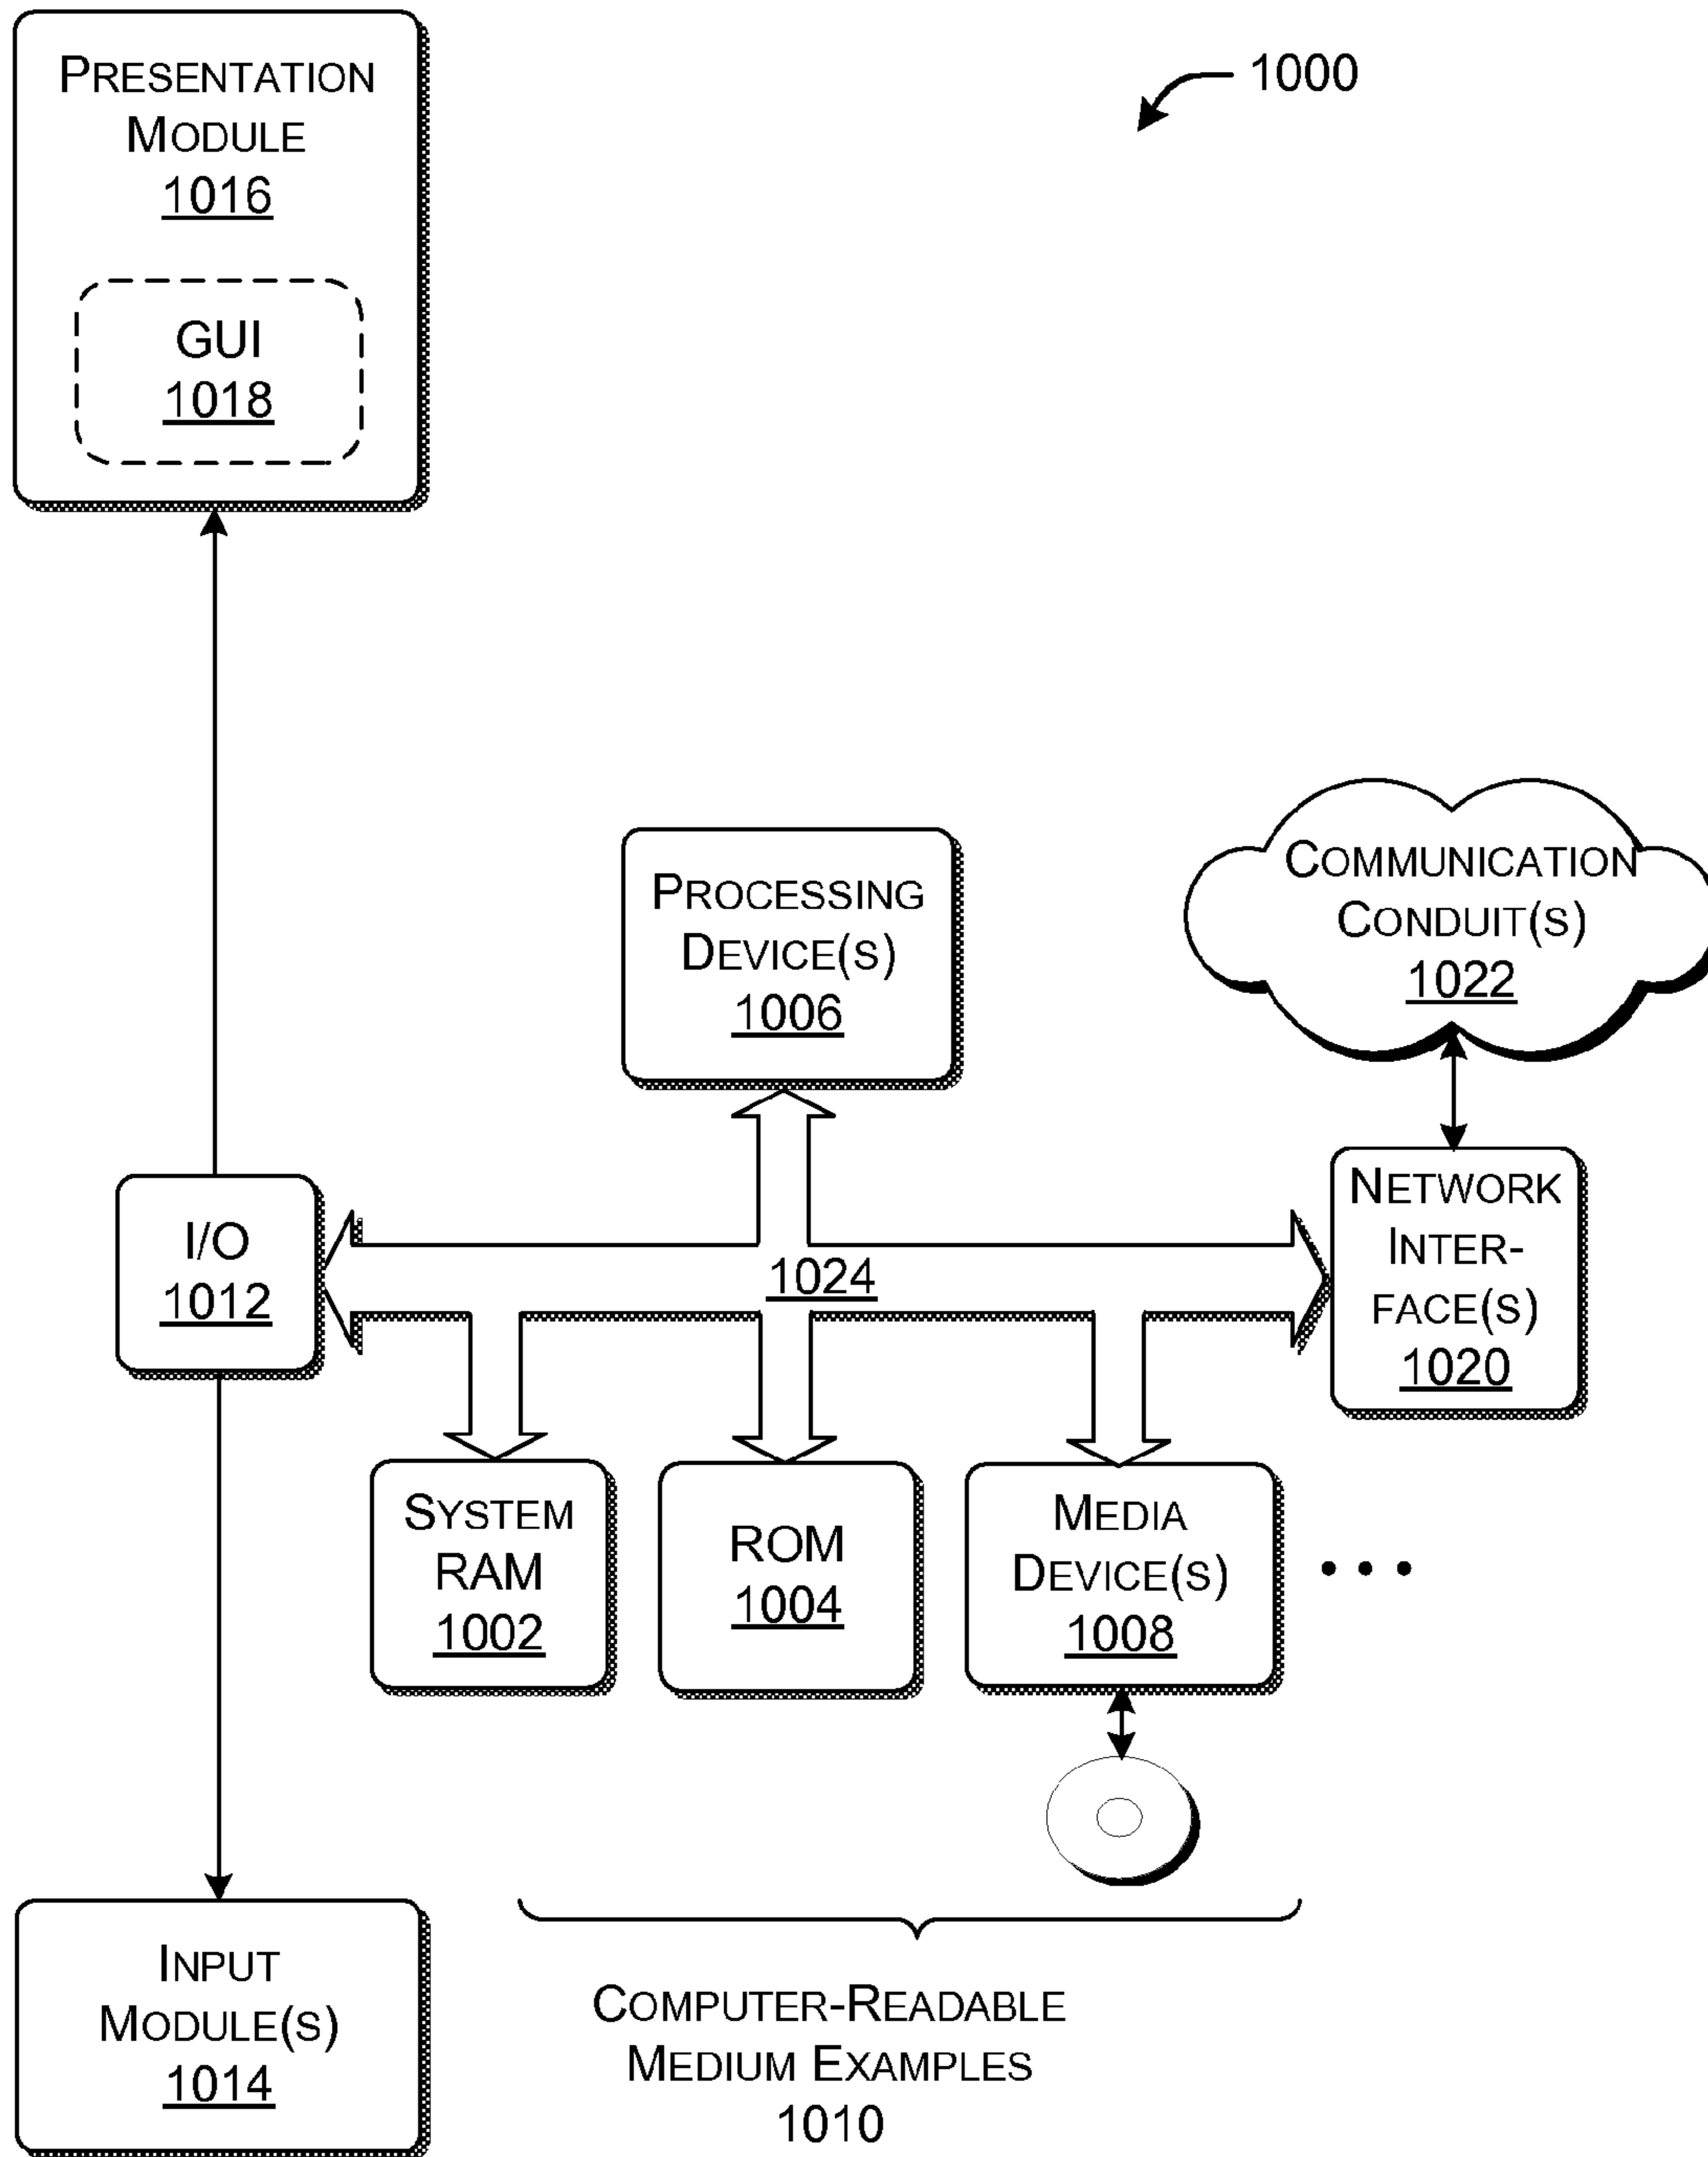 PRESENTATION
MODULE
1016
GUI
1018
1000
PROCESSING
DEVICE(S)
1006
COMMUNICATION
CONDUIT(S)
1022
I/O
1012
1024
NETWORK
INTER-
FACE(S)
1020
SYSTEM
RAM
1002
ROM
1004
MEDIA
DEVICE(S)
1008
• • •
INPUT
MODULE(S)
1014
COMPUTER-READABLE
MEDIUM EXAMPLES
1010